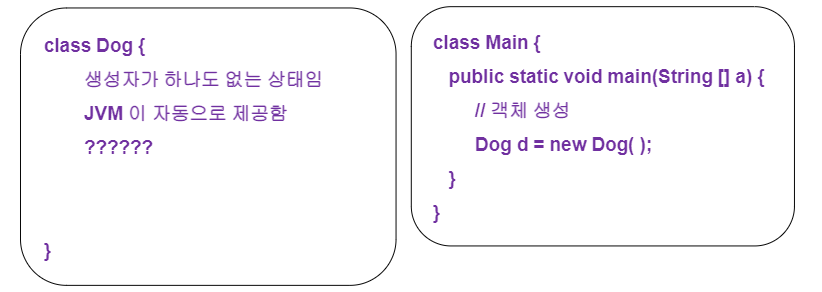 class Dog {
생성자가 하나도 없는 상태임
JVM 이 자동으로 제공함
??????
}
class Main {
public static void main(String [] a) {
// 객체 생성
Dog d = new Dog( );
}
}